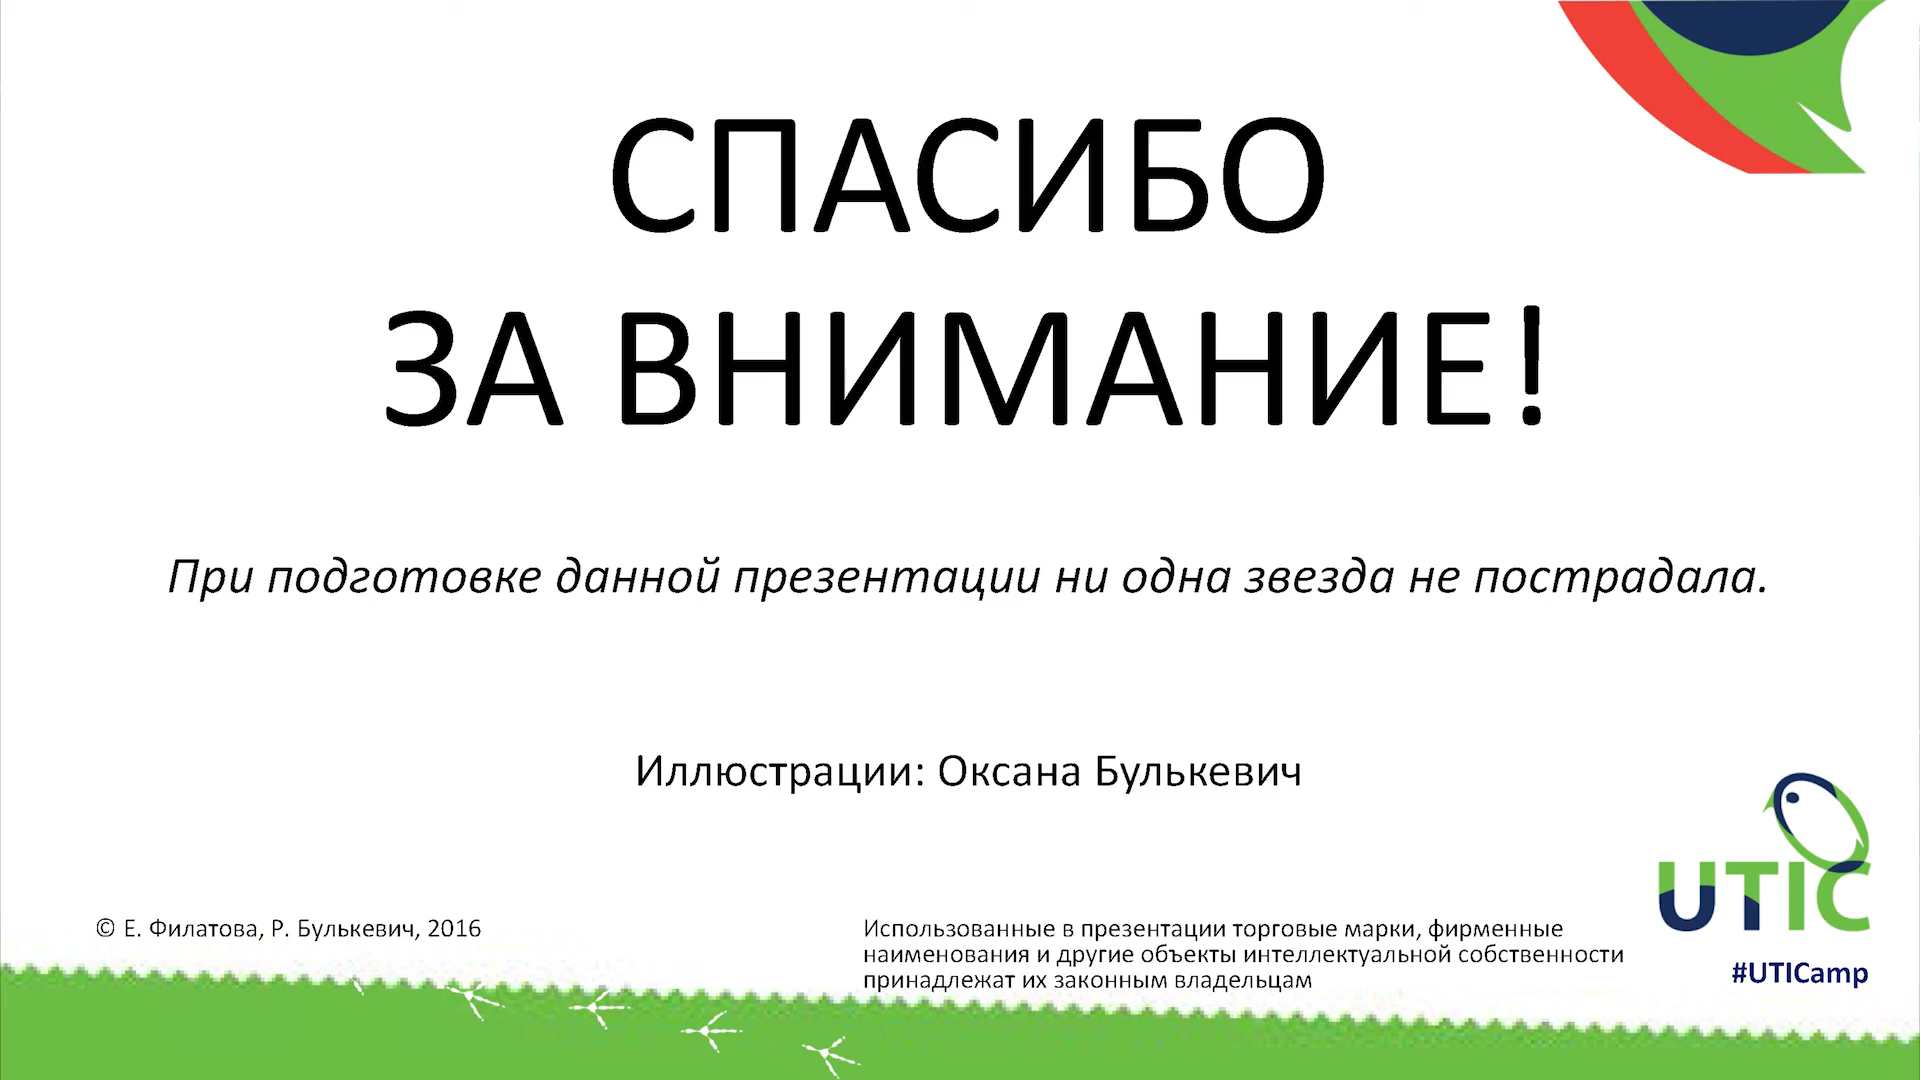 СПАСИБО
ЗА ВНИМАНИЕ!
При подготовке данной презентации ни одна звезда не пострадала.
Иллюстрации: Оксана Булькевич
© Е. Филатова, Р. Булькевич, 2016
Использованные в презентации торговые марки, фирменные
наименования и другие объекты интеллектуальной собственности
принадлежат их законным владельцам
UTIC
#UTICamp